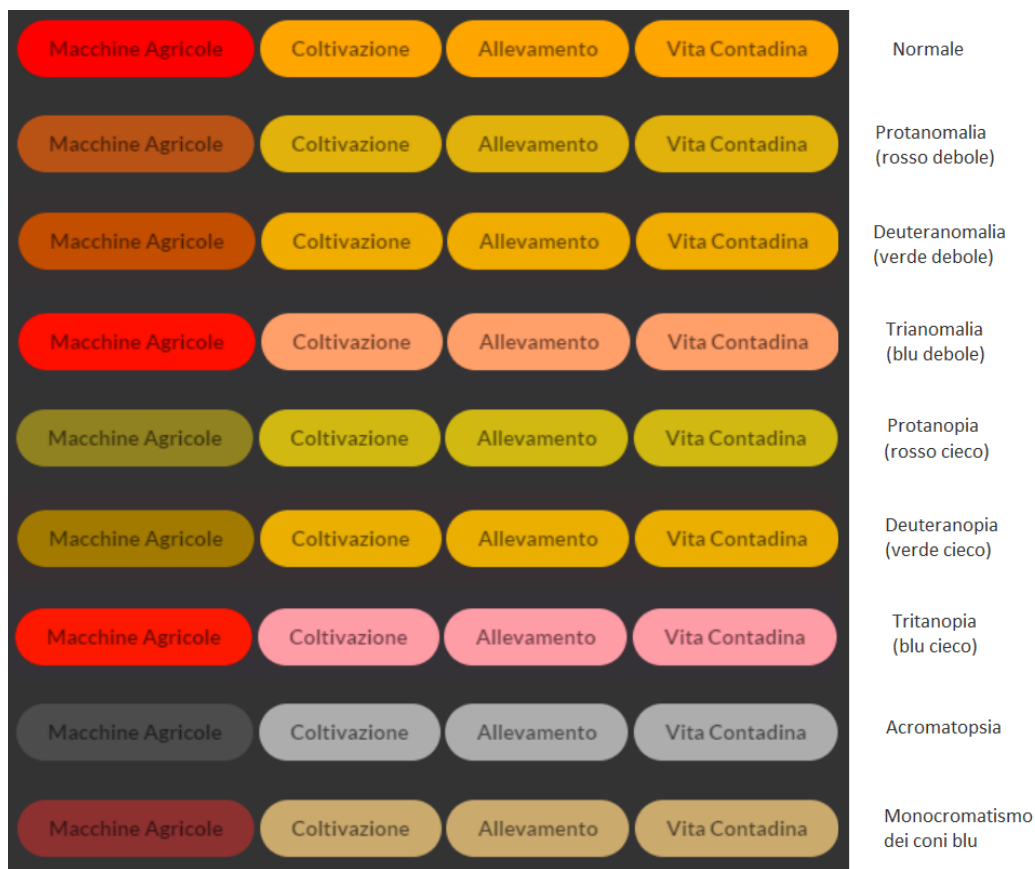 Macchine Agricole Coltivazione Allevamento Vita Contadina Normale
Macchine Agricole Coltivazione Allevamento Vita Contadina Protanomalia
(rosso debole)
Macchine Agricole Coltivazione Allevamento Vita Contadina Deuteranomalia
(verde debole)
Macchine Agricole Coltivazione Allevamento Vita Contadina Trianomalia
(blu debole)
Macchine Agricole Coltivazione Allevamento Vita Contadina Protanopia
(rosso cieco)
Macchine Agricole Coltivazione Allevamento Vita Contadina Deuteranopia
(verde cieco)
Macchine Agricole Coltivazione Allevamento Vita Contadina Tritanopia
(blu cieco)
Macchine Agricole Coltivazione Allevamento Vita Contadina Acromatopsia
Macchine Agricole Coltivazione Allevamento Vita Contadina Monocromatismo
dei coni blu